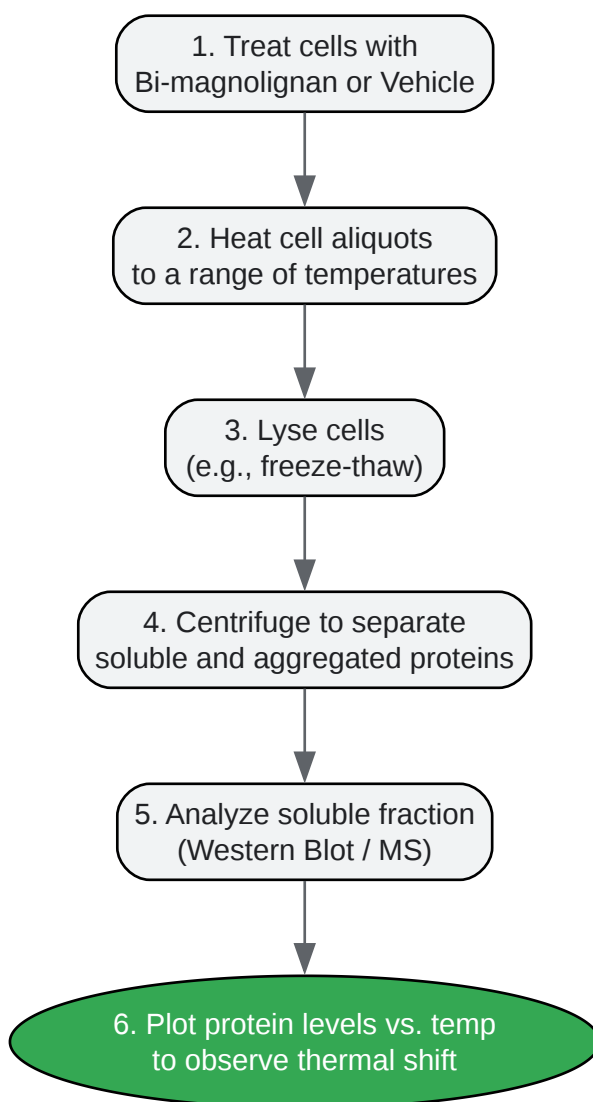 1. Treat cells with
Bi-magnolignan or Vehicle
2. Heat cell aliquots
to a range of temperatures
3. Lyse cells
(e.g., freeze-thaw)
4. Centrifuge to separate
soluble and aggregated proteins
5. Analyze soluble fraction
(Western Blot / MS)
6. Plot protein levels vs. temp
to observe thermal shift